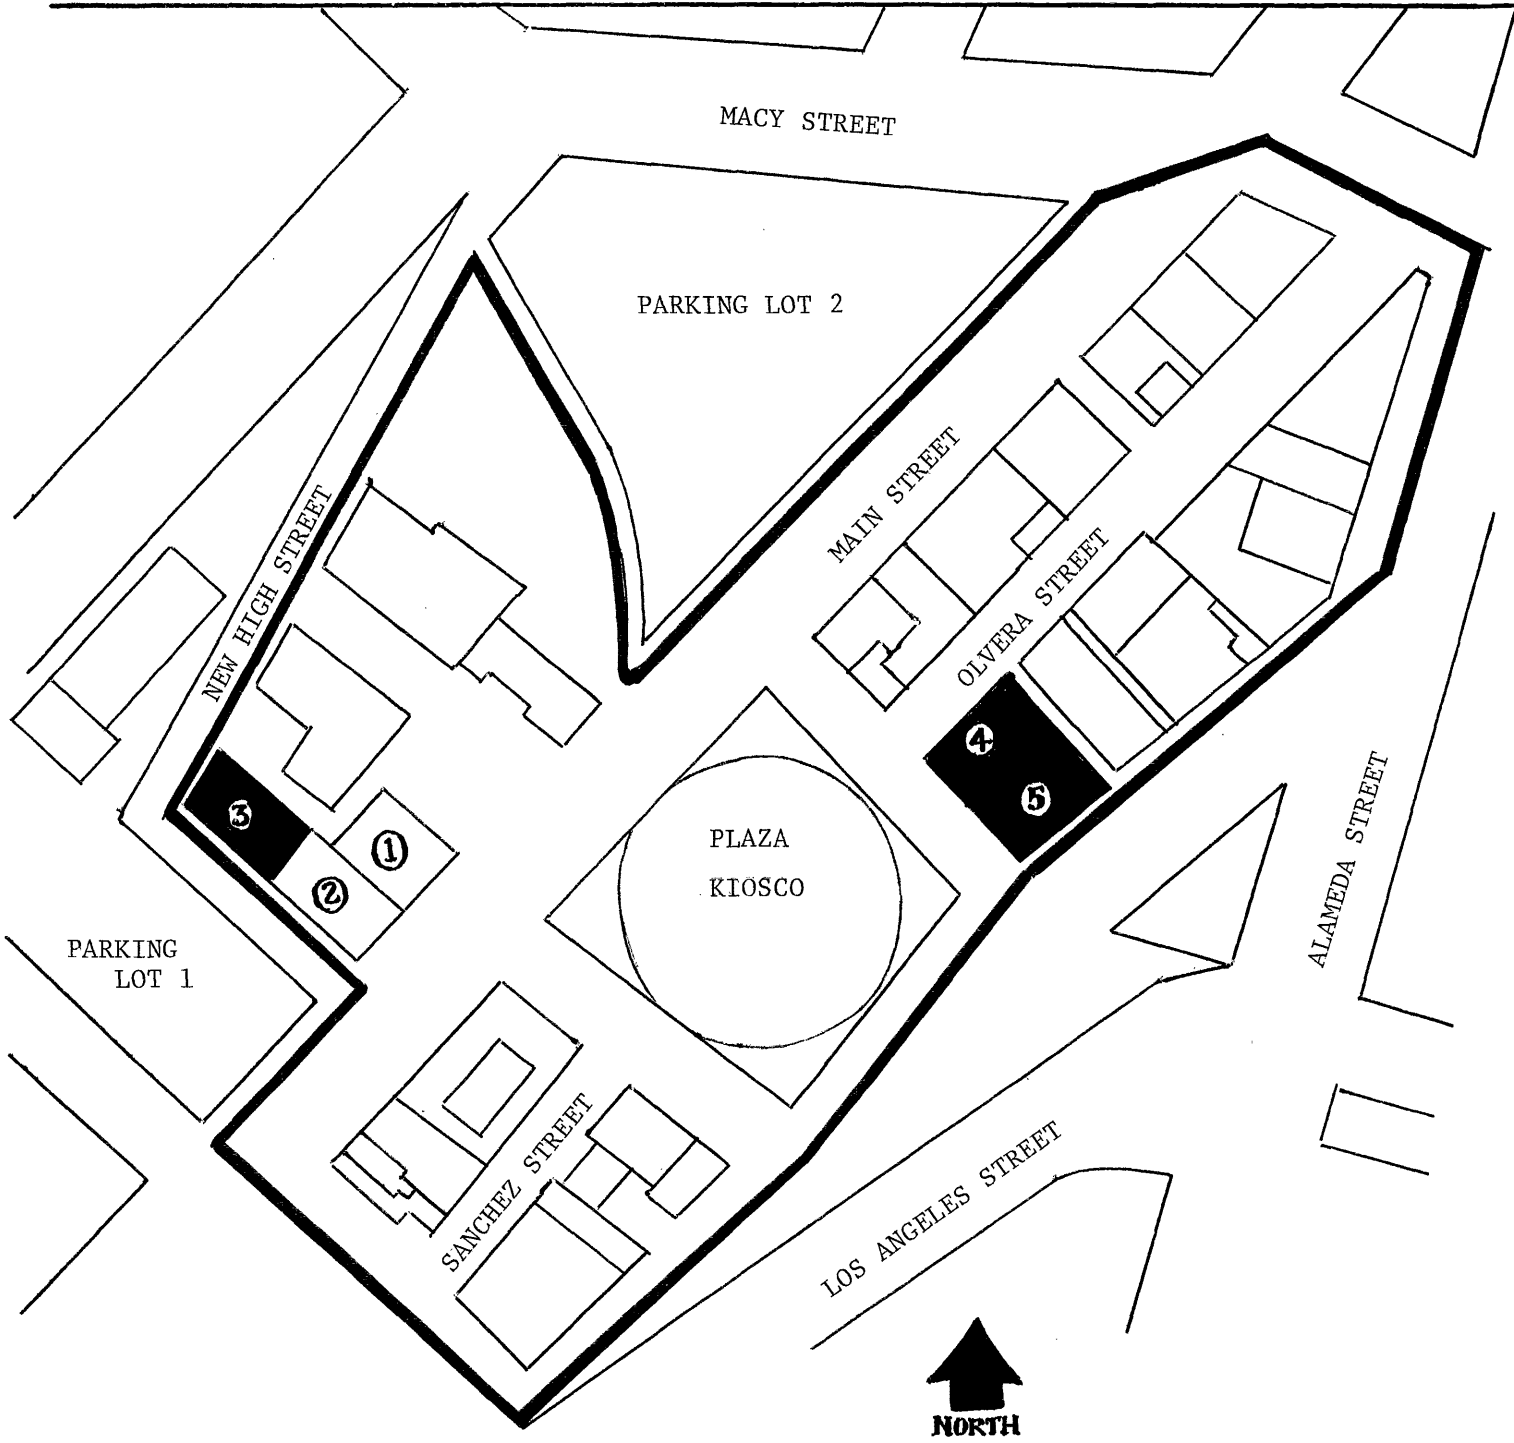 MACY STREET
PARKING LOT 2
MAIN STREET
NEW HIGH STREET
OLVERA STREET
4
5
3
1
2
PLAZA
KIOSCO
ALAMEDA STREET
PARKING
LOT 1
SANCHEZ STREET
LOS ANGELES STREET
NORTH